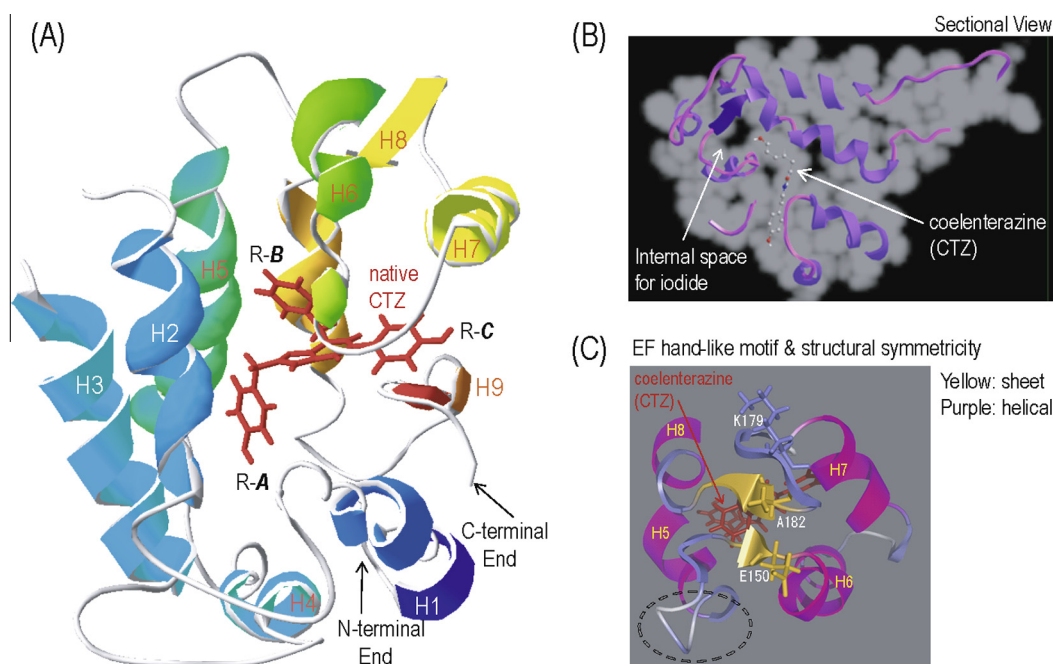 (A)
H8
H6
H5
R-B
native
CTZ
H7
H2
R-C
H3
H9
R-A
C-terminal
End
H4
H1
N-terminal
End
(B)
Sectional View
coelenterazine
(CTZ)
Internal space
for iodide
(C)
EF hand-like motif & structural symmetricity
Yellow: sheet
Purple: helical
coelenterazine
(CTZ)
K179
H8
H7
A182
H5
E150
H6